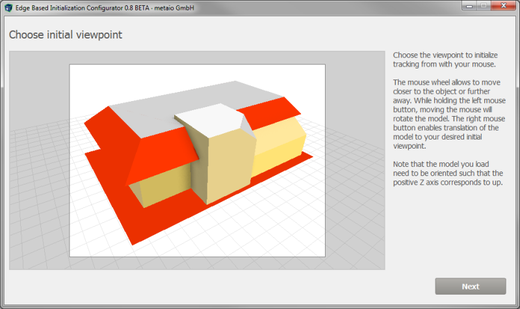 Edge Based Initialization Configurator 0.8 BETA - metaio GmbH
Choose initial viewpoint
Choose the viewpoint to initialize
tracking from with your mouse.
The mouse wheel allows to move
closer to the object or further
away. While holding the left mouse
button, moving the mouse will
rotate the model. The right mouse
button enables translation of the
model to your desired initial
viewpoint.
Note that the model you load
need to be oriented such that the
positive Z axis corresponds to up.
Next